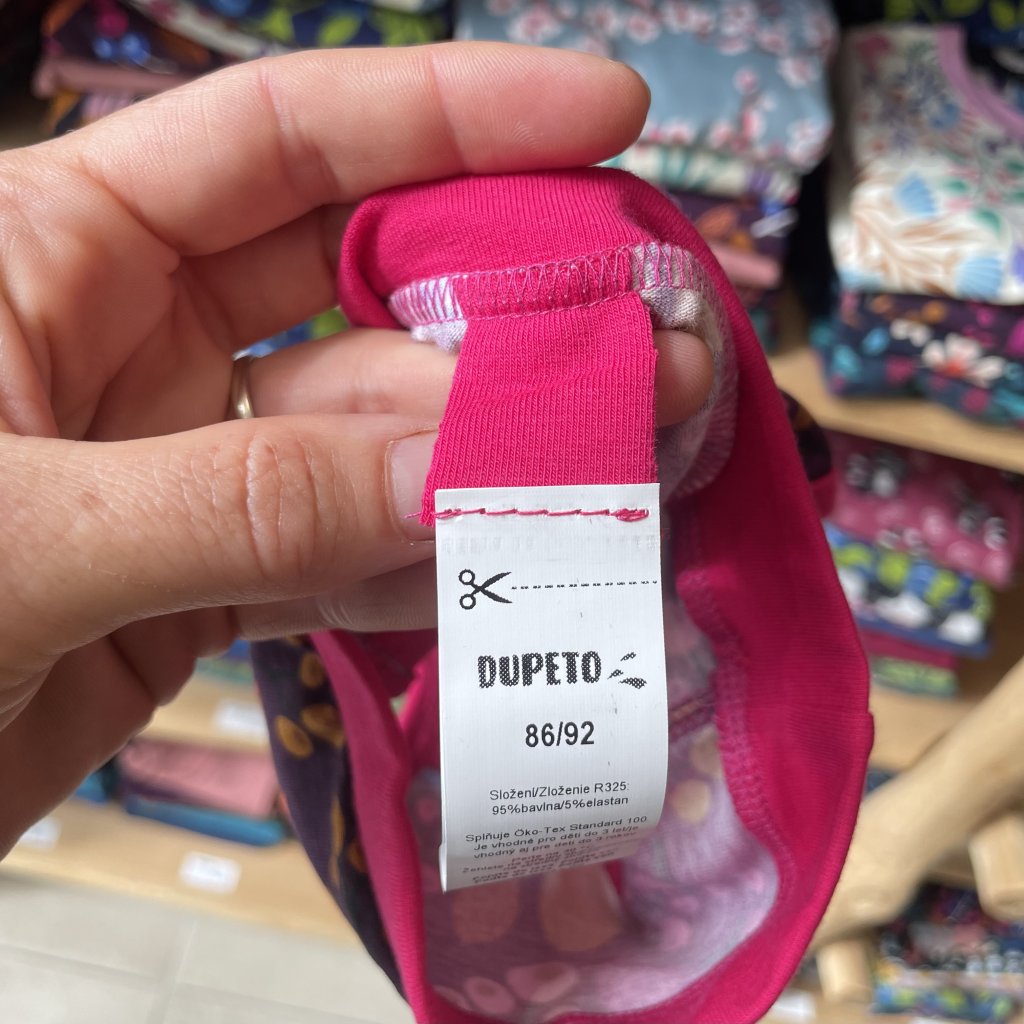 DUPETO
86/92
Složení/Zloženie R325:
95%bavlna/5%elastan
Splňuje Öko-Tex Standard 100
Je vhodné pro děti do 3 let/je
vhodný aj pre deti do 3 rokov